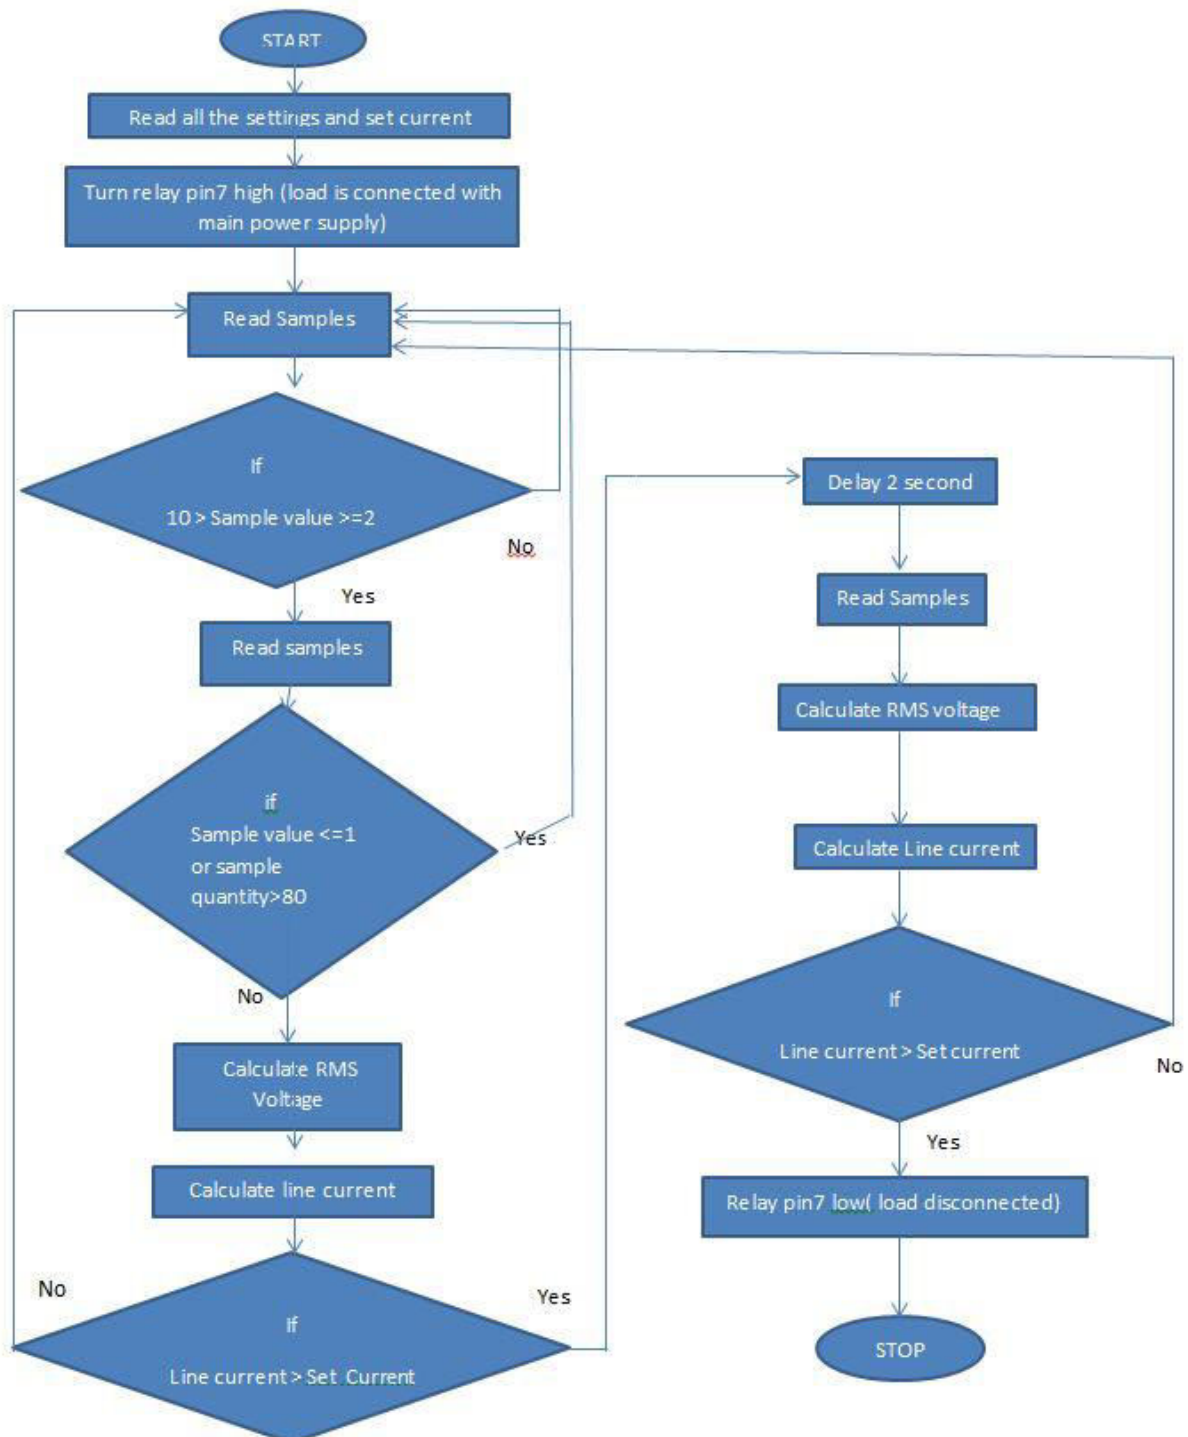 START
Read all the settings and set current
Turn relay pin7 high (load is connected with
main power supply)
Read Samples
If
10 > Sample value >=2
No
Yes
Read samples
if
Sample value <=1
or sample
quantity>80
Yes
No
Calculate RMS
Voltage
Calculate line current
No
Yes
If
Line current > Set Current
Delay 2 second
Read Samples
Calculate RMS voltage
Calculate Line current
If
Line current > Set current
No
Yes
Relay pin7 low( load disconnected)
STOP